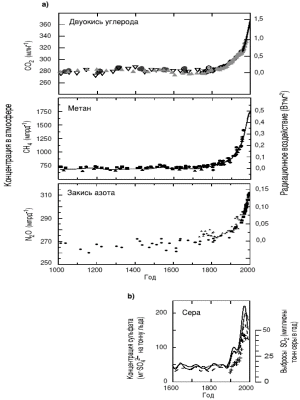 а)
Двуокись углерода
CO₂ (млн⁻¹)
360
340
320
300
280
260
1,5
1,0
0,5
0,0
Концентрация в атмосфере
Метан
CH₄ (млрд⁻¹)
1750
1500
1250
1000
750
0,5
0,4
0,3
0,2
0,1
0,0
Радиационное воздействие (Втм⁻²)
Закись азота
N₂O (млрд⁻¹)
310
290
270
250
0,15
0,10
0,05
0,0
1000 1200 1400 1600 1800 2000
Год
b)
Сера
Концентрация сульфата
(мг SO₄²⁻ на тонну льда)
200
100
0
50
25
0
Выбросы SO₂ (миллионы
тонн серы в год)
1600 1800 2000
Год